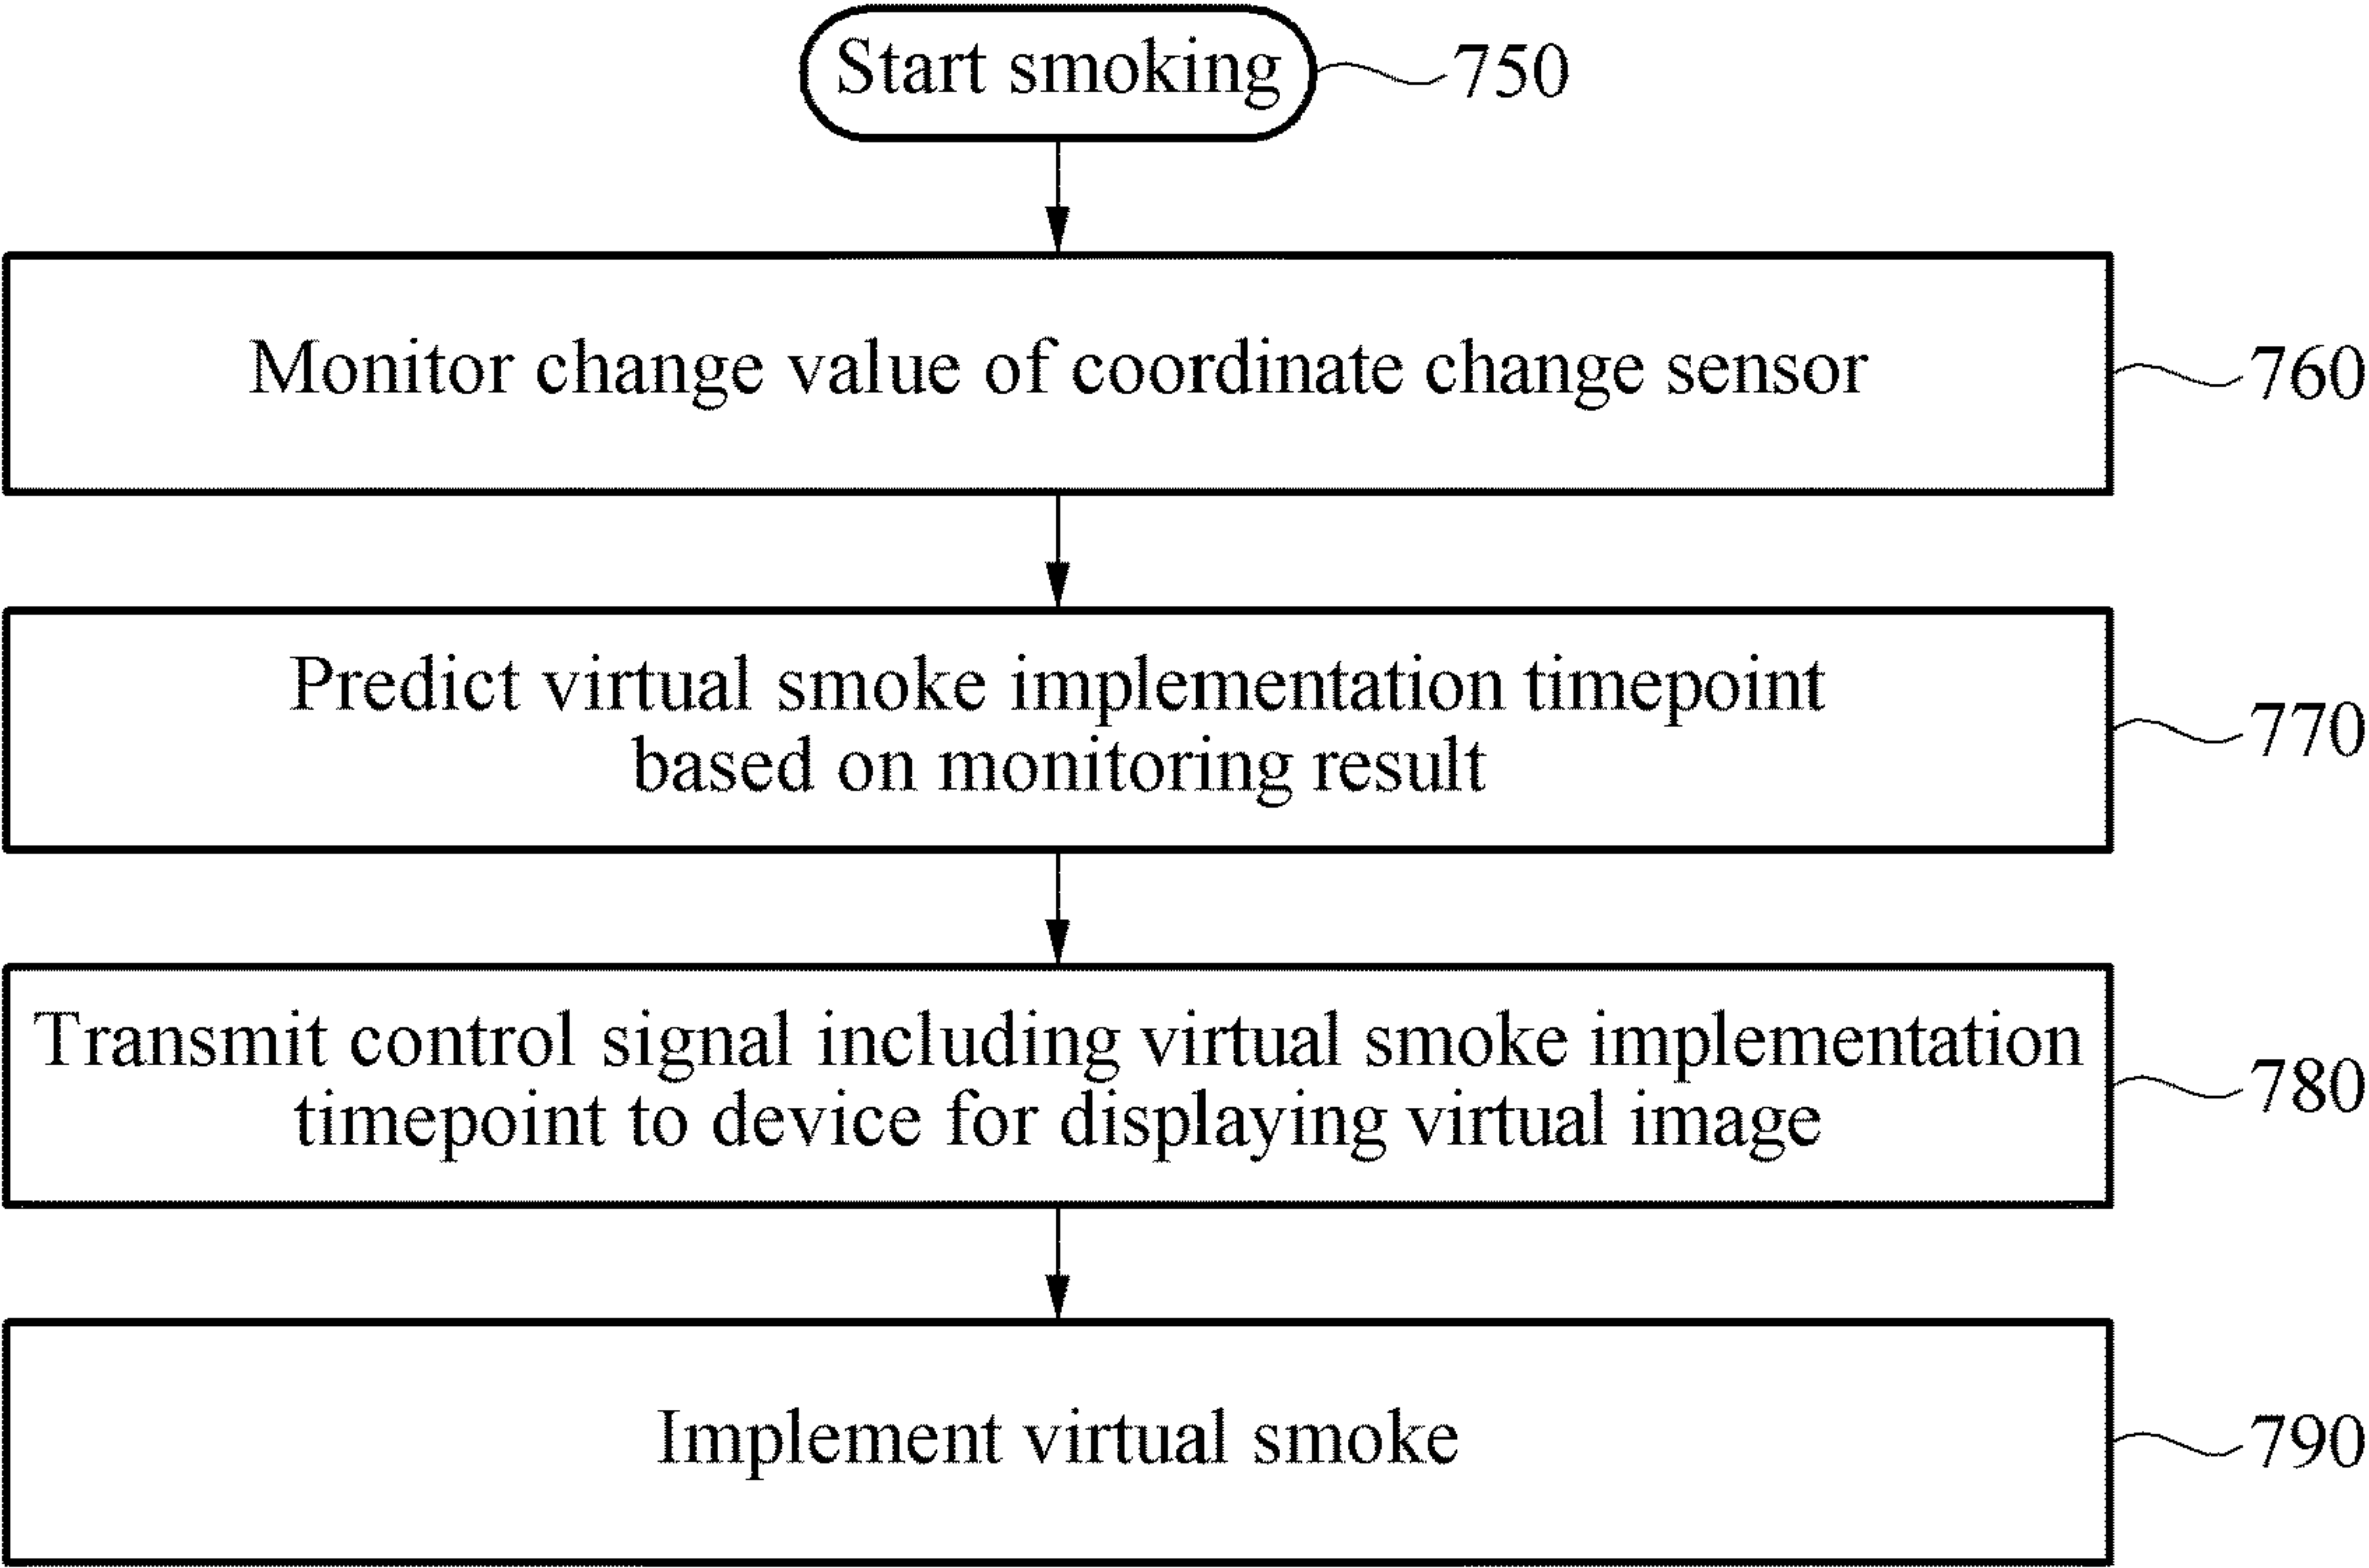 Start smoking 750
Monitor change value of coordinate change sensor 760
Predict virtual smoke implementation timepoint
based on monitoring result
770
Transmit control signal including virtual smoke implementation
timepoint to device for displaying virtual image
780
Implement virtual smoke 790